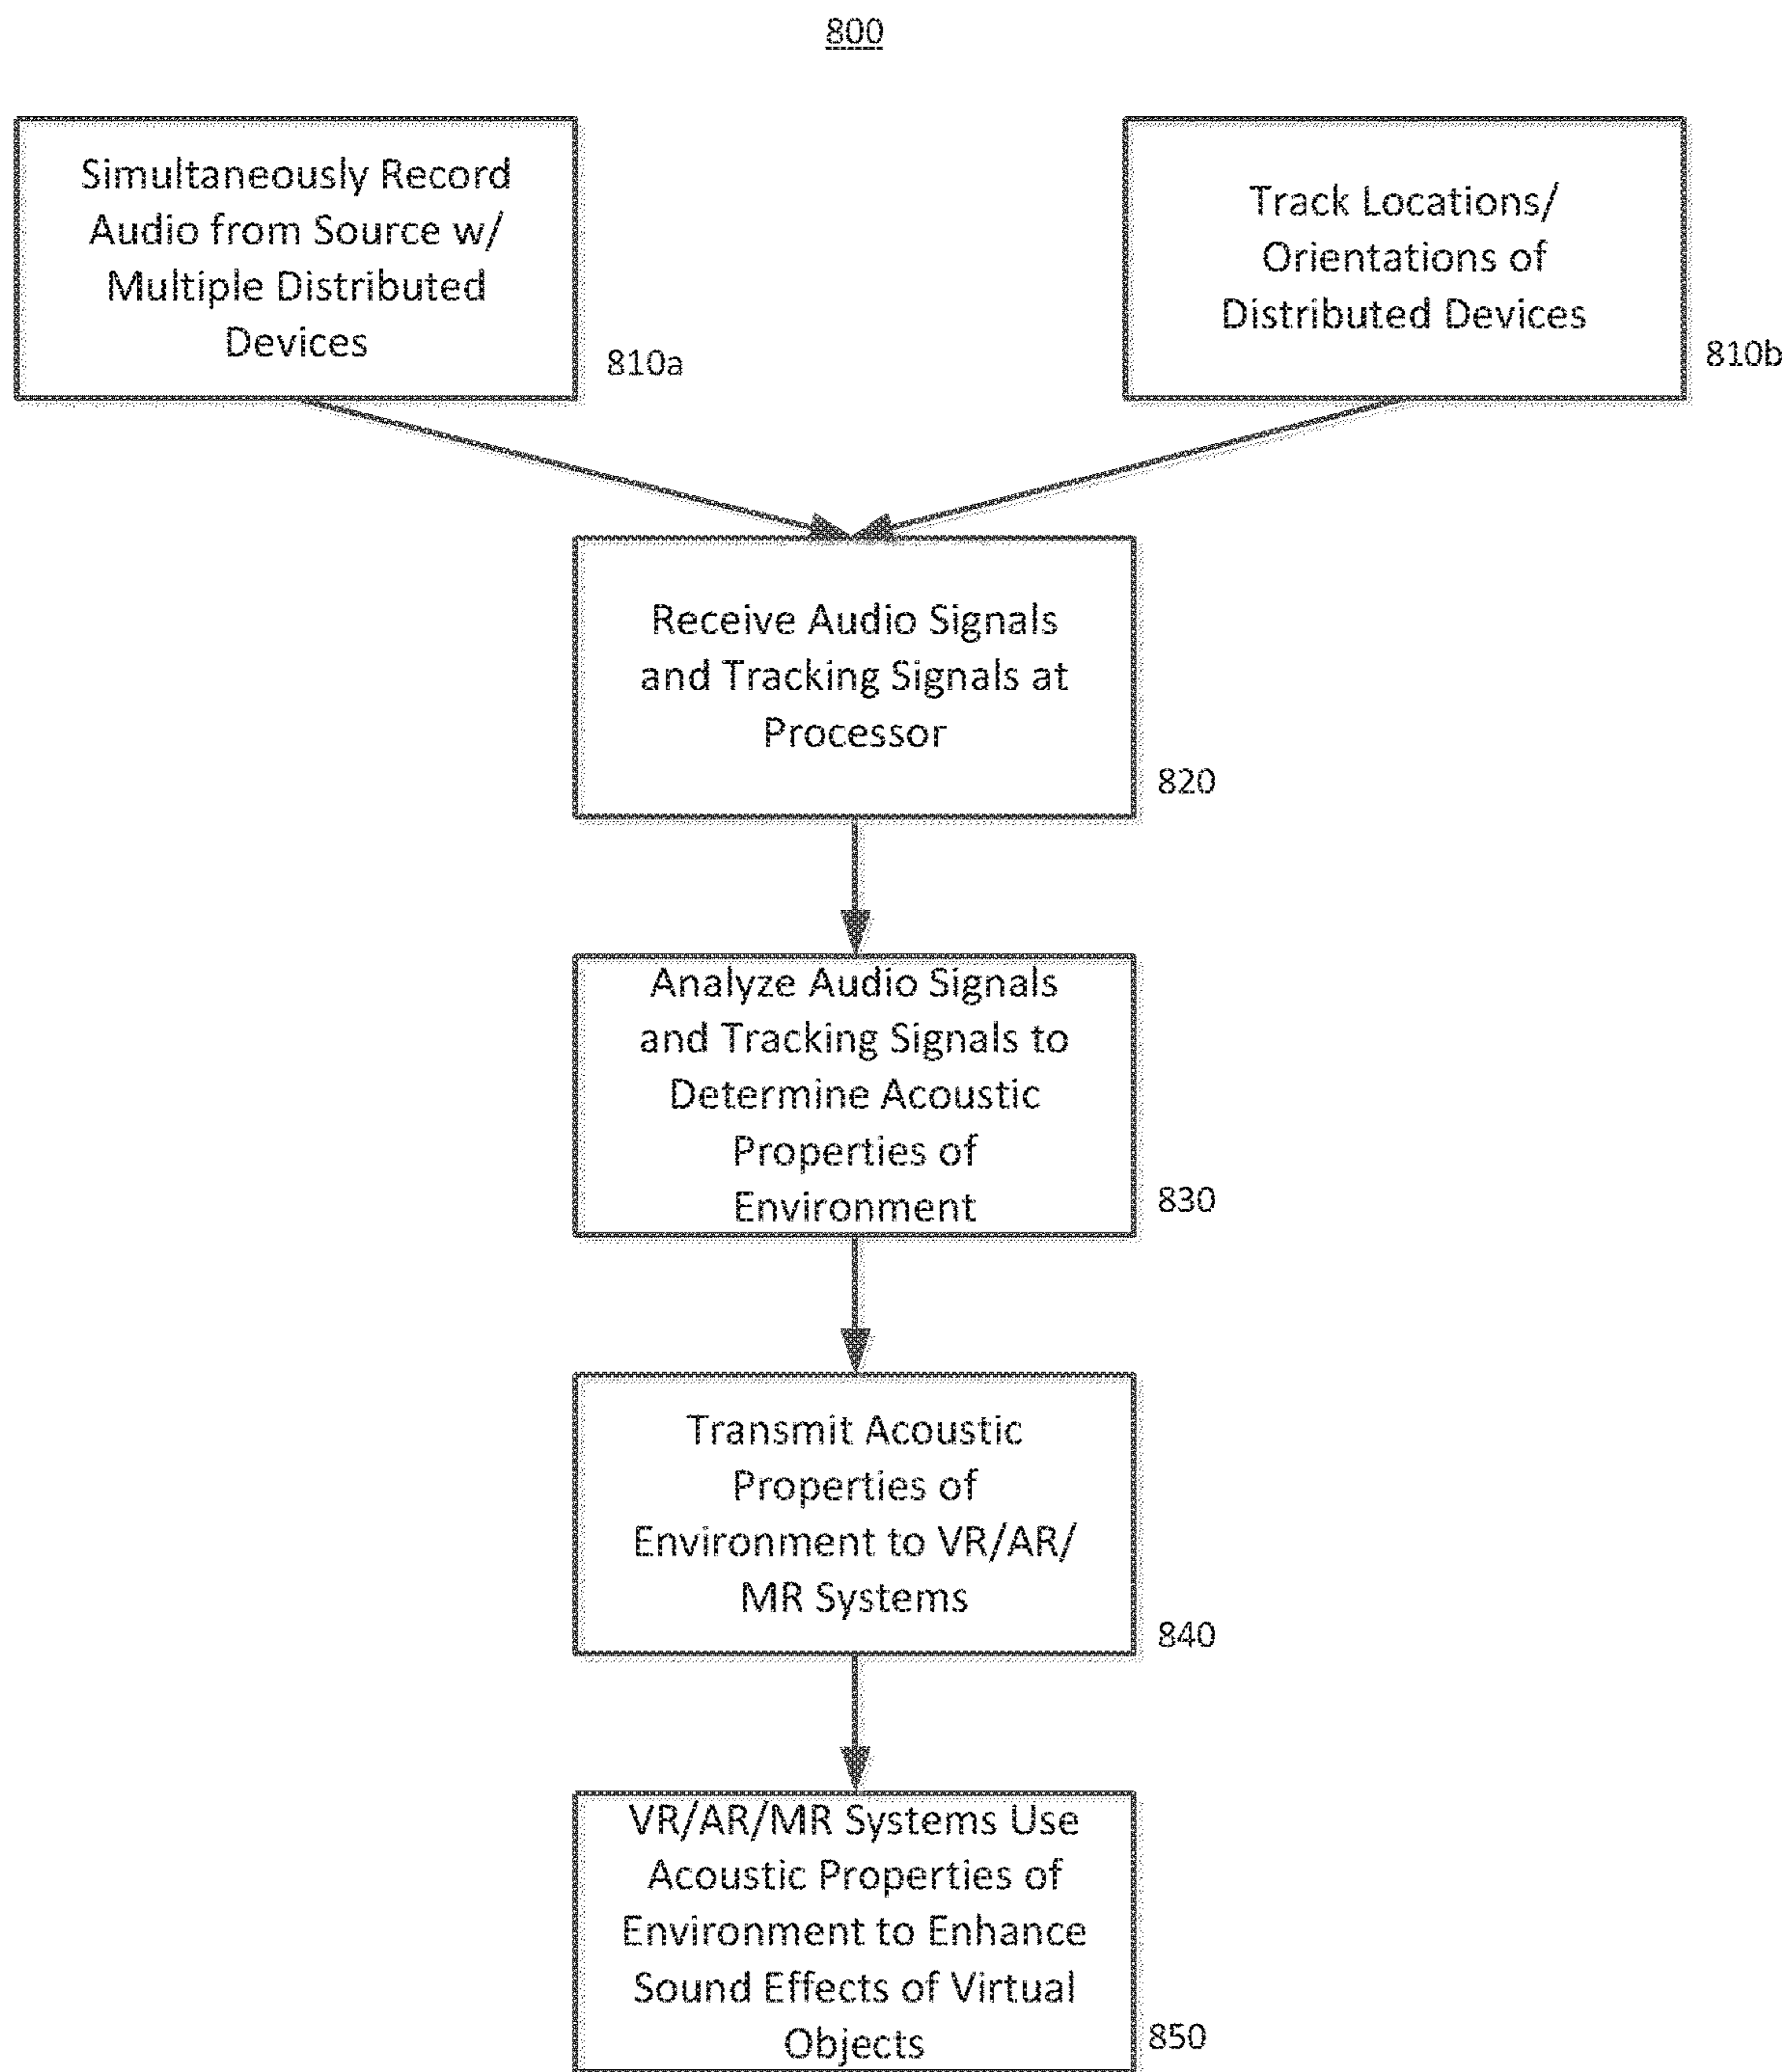 800
Simultaneously Record
Audio from Source w/
Multiple Distributed
Devices
810a
Track Locations/
Orientations of
Distributed Devices
810b
Receive Audio Signals
and Tracking Signals at
Processor
820
Analyze Audio Signals
and Tracking Signals to
Determine Acoustic
Properties of
Environment
830
Transmit Acoustic
Properties of
Environment to VR/AR/
MR Systems
840
VR/AR/MR Systems Use
Acoustic Properties of
Environment to Enhance
Sound Effects of Virtual
Objects
850